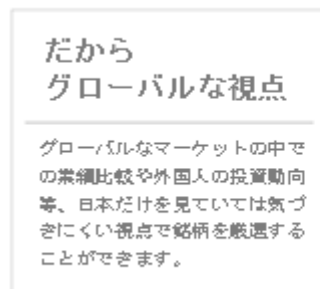 だから
グローバルな視点
グローバルなマーケットの中で
の業績比較や外国人の投資動向
等、日本だけを見ていては気づ
きにくい視点で銘柄を厳選する
ことができます。